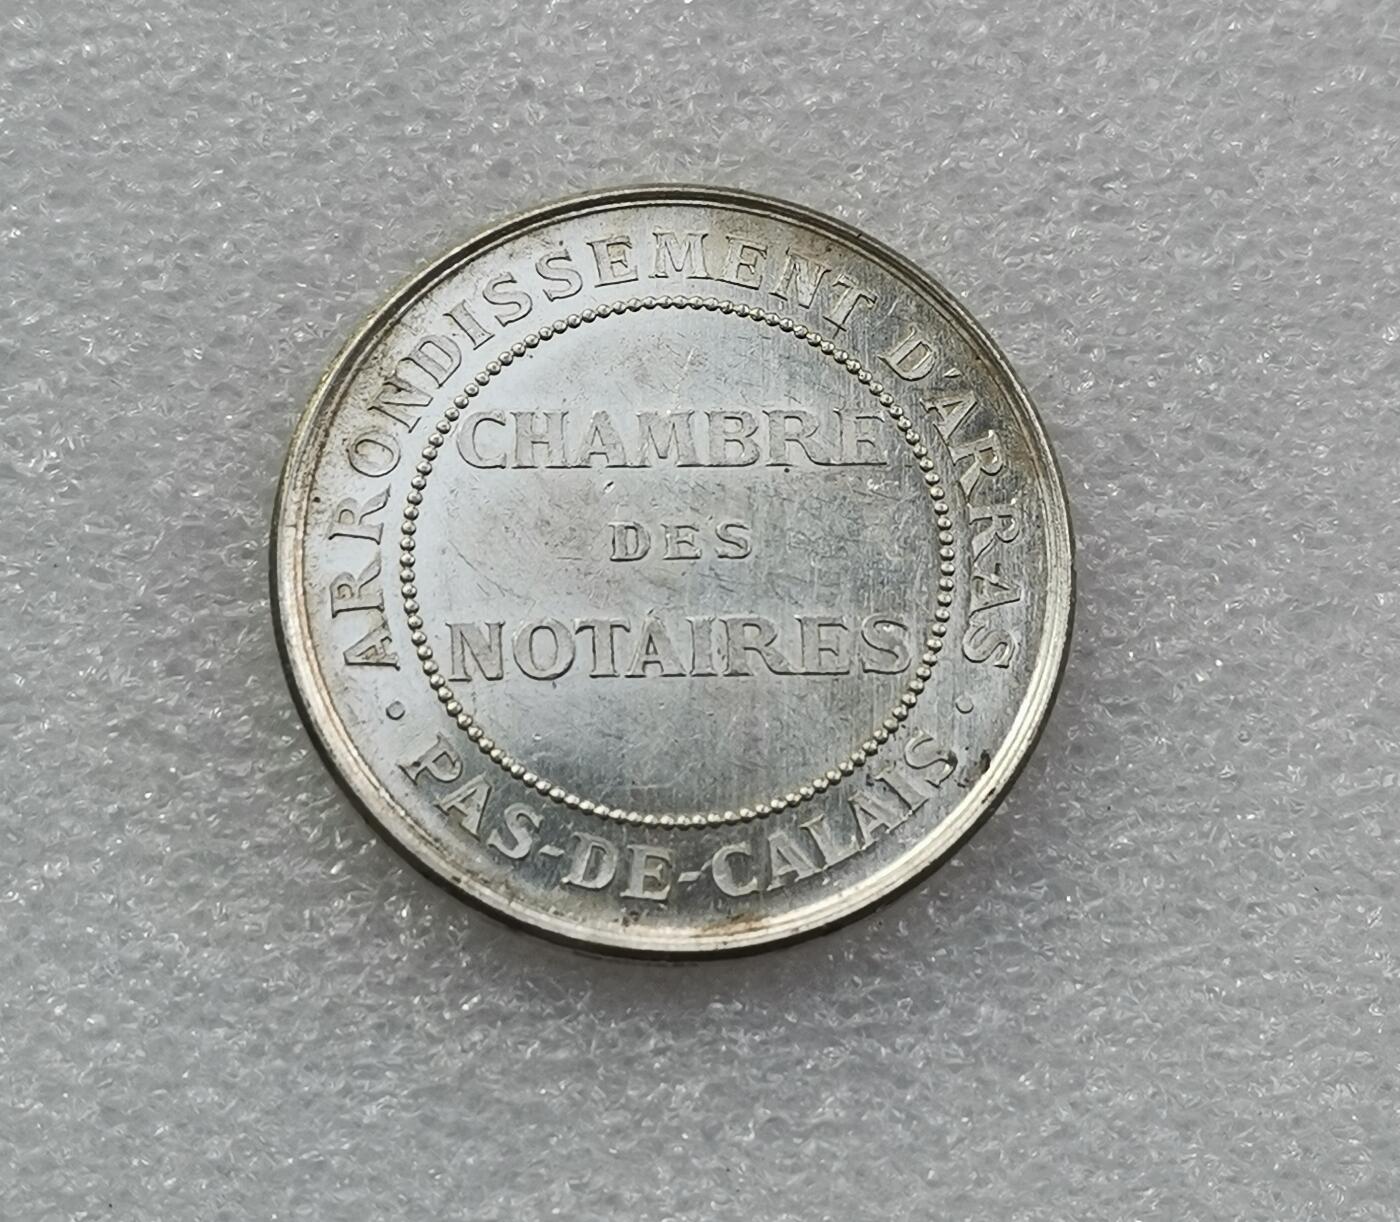 ARRONDISSEMENT D'ARRAS
CHAMBRE
DES
NOTAIRES
· PAS-DE-CALAIS ·